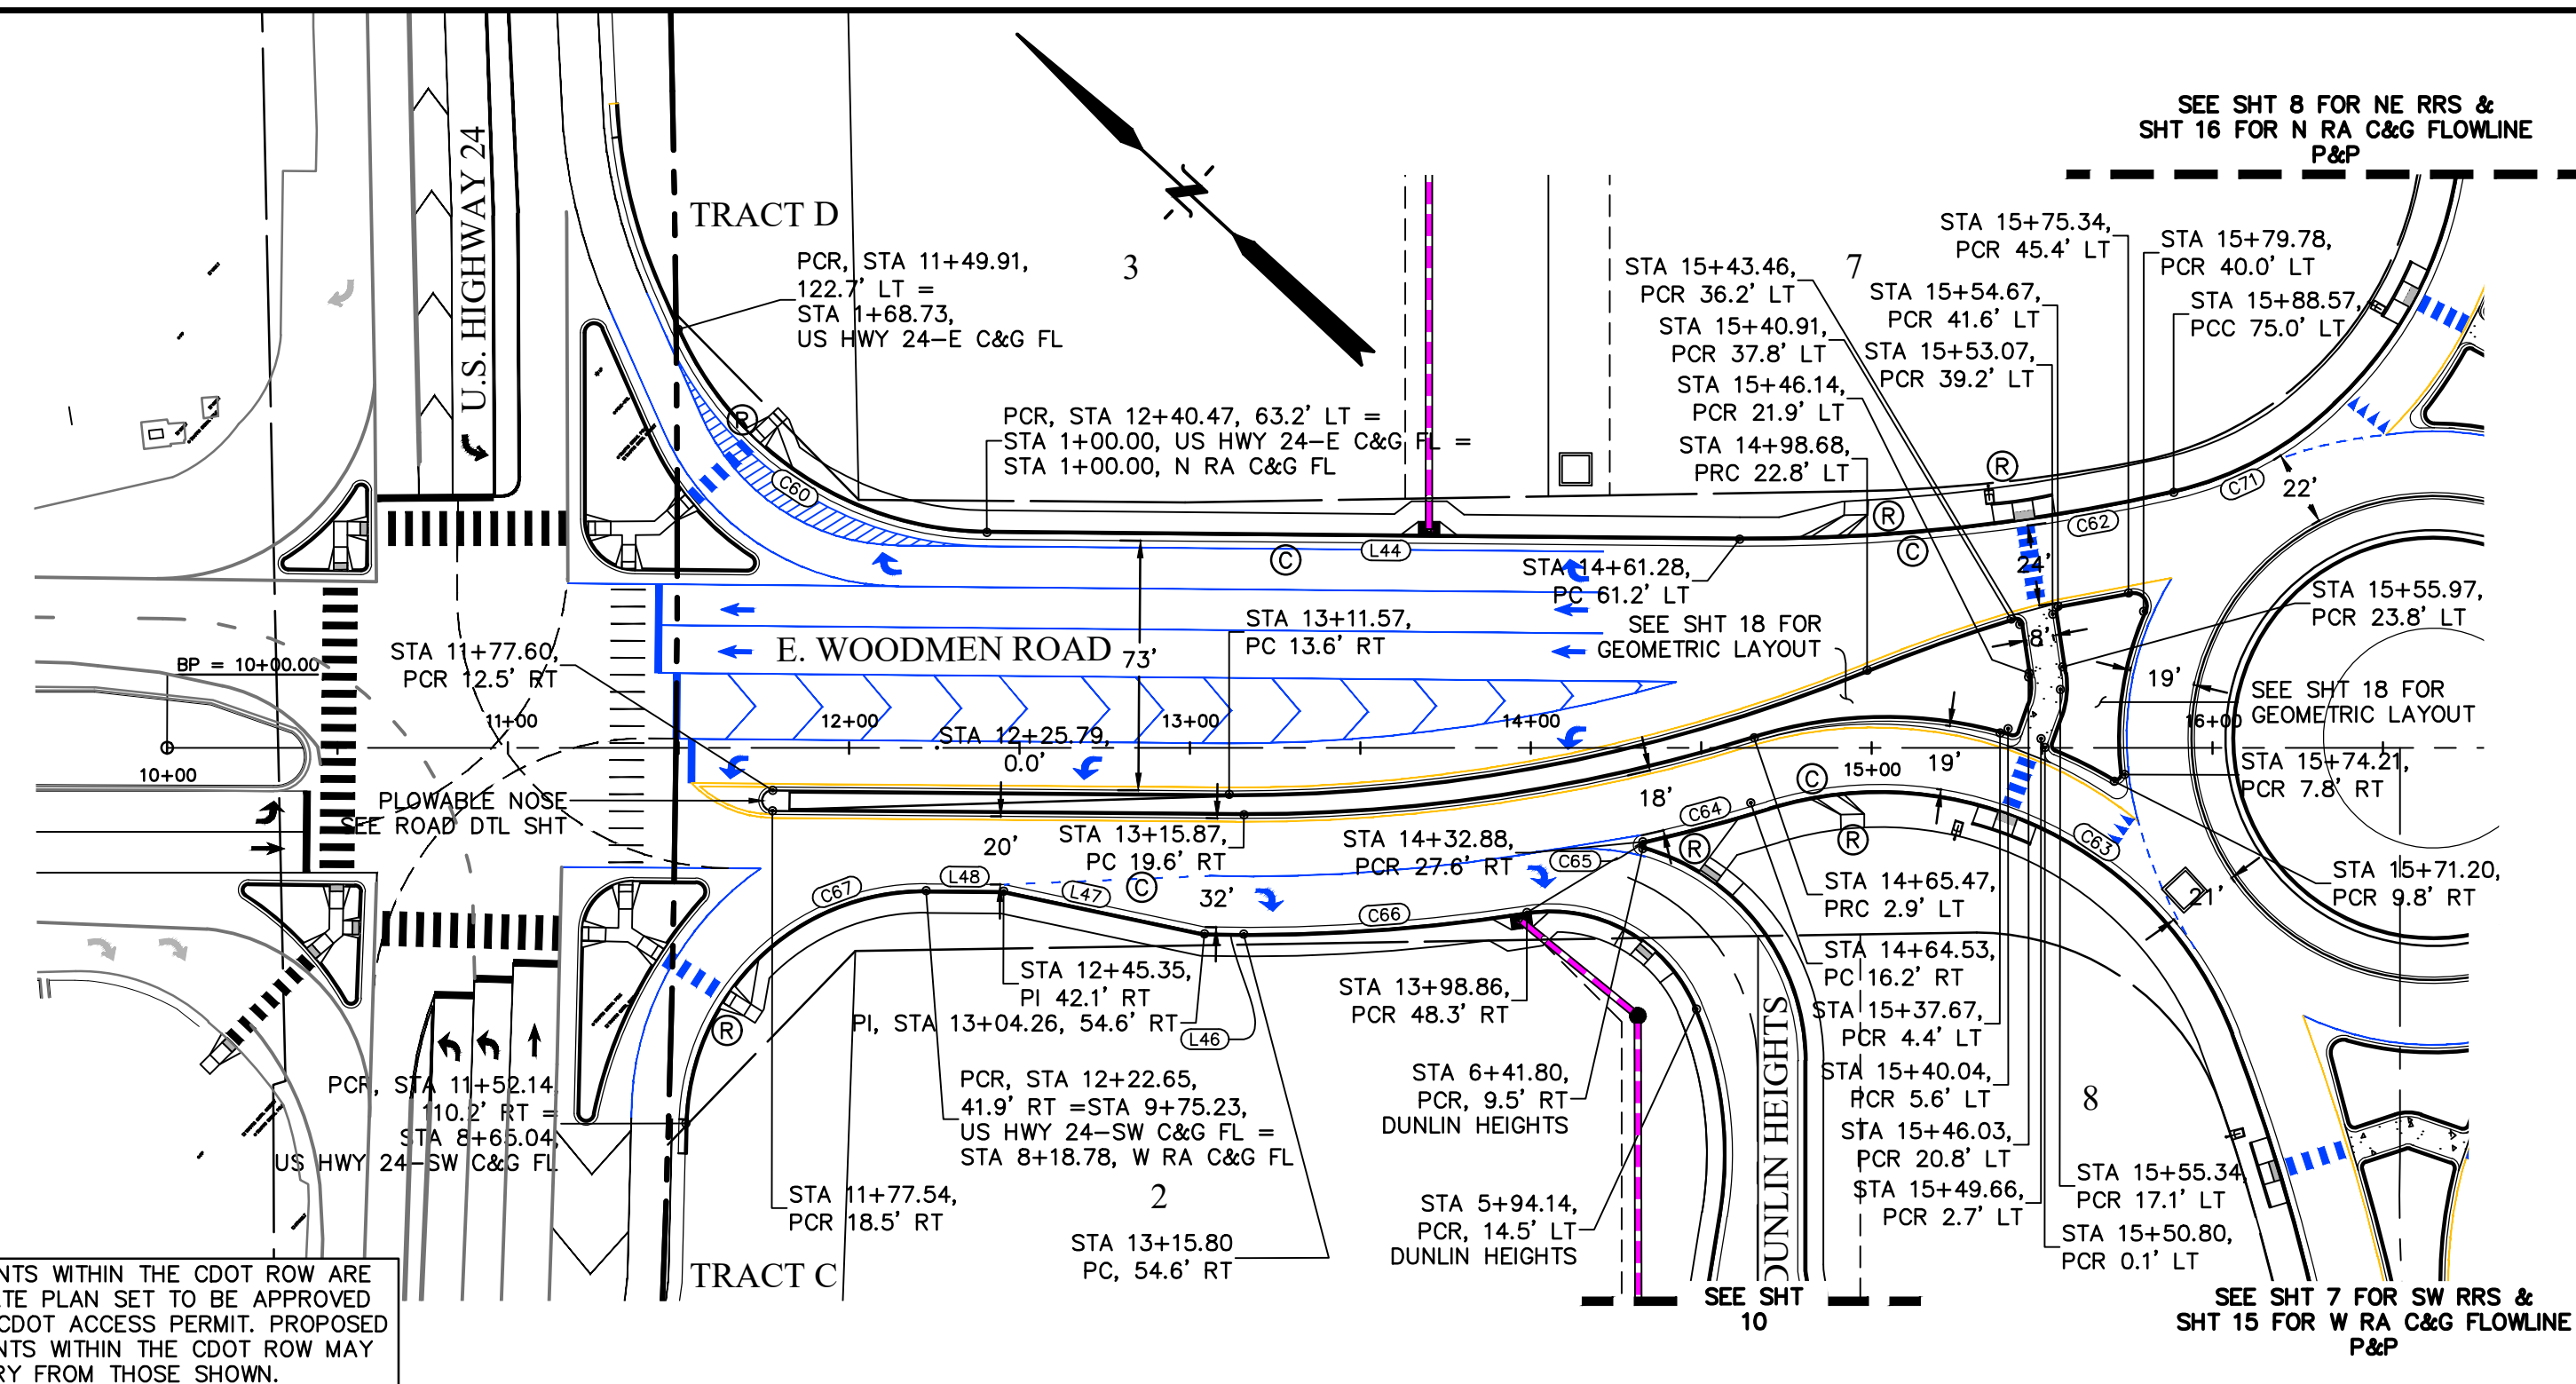 SEE SHT 8 FOR NE RRS &
SHT 16 FOR N RA C&G FLOWLINE
P&P
U.S. HIGHWAY 24
TRACT D
PCR, STA 11+49.91,
122.7' LT =
STA 1+68.73,
US HWY 24-E C&G FL
3
N
7
STA 15+75.34,
PCR 45.4' LT
STA 15+79.78,
PCR 40.0' LT
STA 15+43.46,
PCR 36.2' LT
STA 15+54.67,
PCR 41.6' LT
STA 15+88.57,
PCC 75.0' LT
STA 15+40.91,
PCR 37.8' LT
STA 15+53.07,
PCR 39.2' LT
STA 15+46.14,
PCR 21.9' LT
STA 14+98.68,
PRC 22.8' LT
PCR, STA 12+40.47, 63.2' LT =
STA 1+00.00, US HWY 24-E C&G FL =
STA 1+00.00, N RA C&G FL
R
C60
R
R
C71
22'
C62
C
L44
C
24'
STA 14+61.28,
PC 61.2' LT
STA 15+55.97,
PCR 23.8' LT
STA 13+11.57,
PC 13.6' RT
SEE SHT 18 FOR
GEOMETRIC LAYOUT
8'
E. WOODMEN ROAD
73'
STA 11+77.60,
PCR 12.5' RT
BP = 10+00.00
19'
SEE SHT 18 FOR
GEOMETRIC LAYOUT
10+00
11+00
12+00
13+00
14+00
15+00
16+00
STA 12+25.79,
0.0'
19'
STA 15+74.21,
PCR 7.8' RT
PLOWABLE NOSE
SEE ROAD DTL SHT
18'
C
C64
20'
STA 13+15.87,
PC 19.6' RT
STA 14+32.88,
PCR 27.6' RT
C65
R
R
C63
STA 15+71.20,
PCR 9.8' RT
21'
C67
L48
L47
C
32'
C66
STA 14+65.47,
PRC 2.9' LT
STA 14+64.53,
PC 16.2' RT
STA 12+45.35,
PI 42.1' RT
STA 13+98.86,
PCR 48.3' RT
PI, STA 13+04.26, 54.6' RT
L46
R
STA 15+37.67,
PCR 4.4' LT
STA 15+40.04,
PCR 5.6' LT
PCR, STA 11+52.14,
110.2' RT =
STA 8+65.04,
US HWY 24-SW C&G FL
PCR, STA 12+22.65,
41.9' RT =STA 9+75.23,
US HWY 24-SW C&G FL =
STA 8+18.78, W RA C&G FL
STA 6+41.80,
PCR, 9.5' RT
DUNLIN HEIGHTS
DUNLIN HEIGHTS
8
STA 15+46.03,
PCR 20.8' LT
STA 15+55.34,
PCR 17.1' LT
STA 15+49.66,
PCR 2.7' LT
STA 15+50.80,
PCR 0.1' LT
STA 11+77.54,
PCR 18.5' RT
2
STA 5+94.14,
PCR, 14.5' LT
DUNLIN HEIGHTS
STA 13+15.80
PC, 54.6' RT
TRACT C
NTS WITHIN THE CDOT ROW ARE
TE PLAN SET TO BE APPROVED
CDOT ACCESS PERMIT. PROPOSED
NTS WITHIN THE CDOT ROW MAY
RY FROM THOSE SHOWN.
SEE SHT
10
SEE SHT 7 FOR SW RRS &
SHT 15 FOR W RA C&G FLOWLINE
P&P